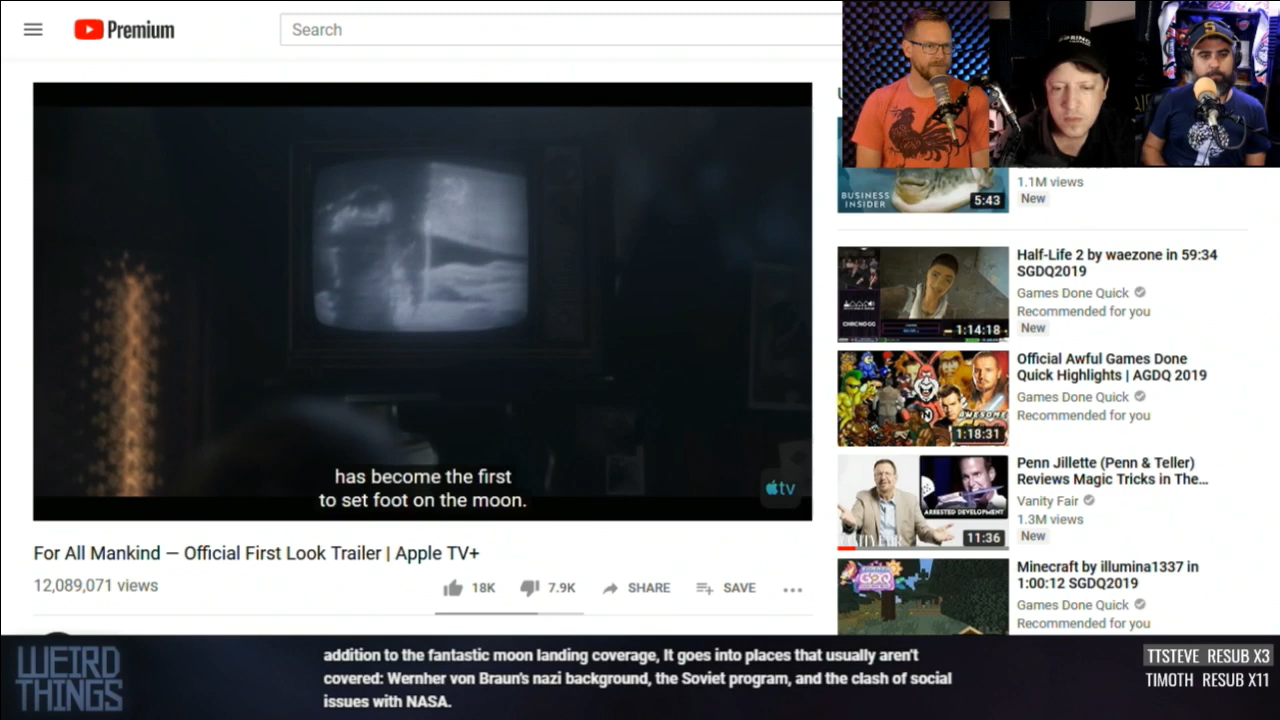 Premium
Search
has become the first
to set foot on the moon.
tv
For All Mankind — Official First Look Trailer | Apple TV+
12,089,071 views
18K
7.9K
SHARE
SAVE
BUSINESS
INSIDER
5:43
1.1M views
New
1:14:18
Half-Life 2 by waezone in 59:34
SGDQ2019
Games Done Quick
Recommended for you
New
AWESOME
1:18:31
Official Awful Games Done
Quick Highlights | AGDQ 2019
Games Done Quick
Recommended for you
ARRESTED DEVELOPMENT
11:36
Penn Jillette (Penn & Teller)
Reviews Magic Tricks in The...
Vanity Fair
1.3M views
New
Minecraft by illumina1337 in
1:00:12 SGDQ2019
Games Done Quick
Recommended for you
WEIRD
THINGS
addition to the fantastic moon landing coverage, It goes into places that usually aren't
covered: Wernher von Braun's nazi background, the Soviet program, and the clash of social
issues with NASA.
TTSTEVE RESUB X3
TIMOTH RESUB X11